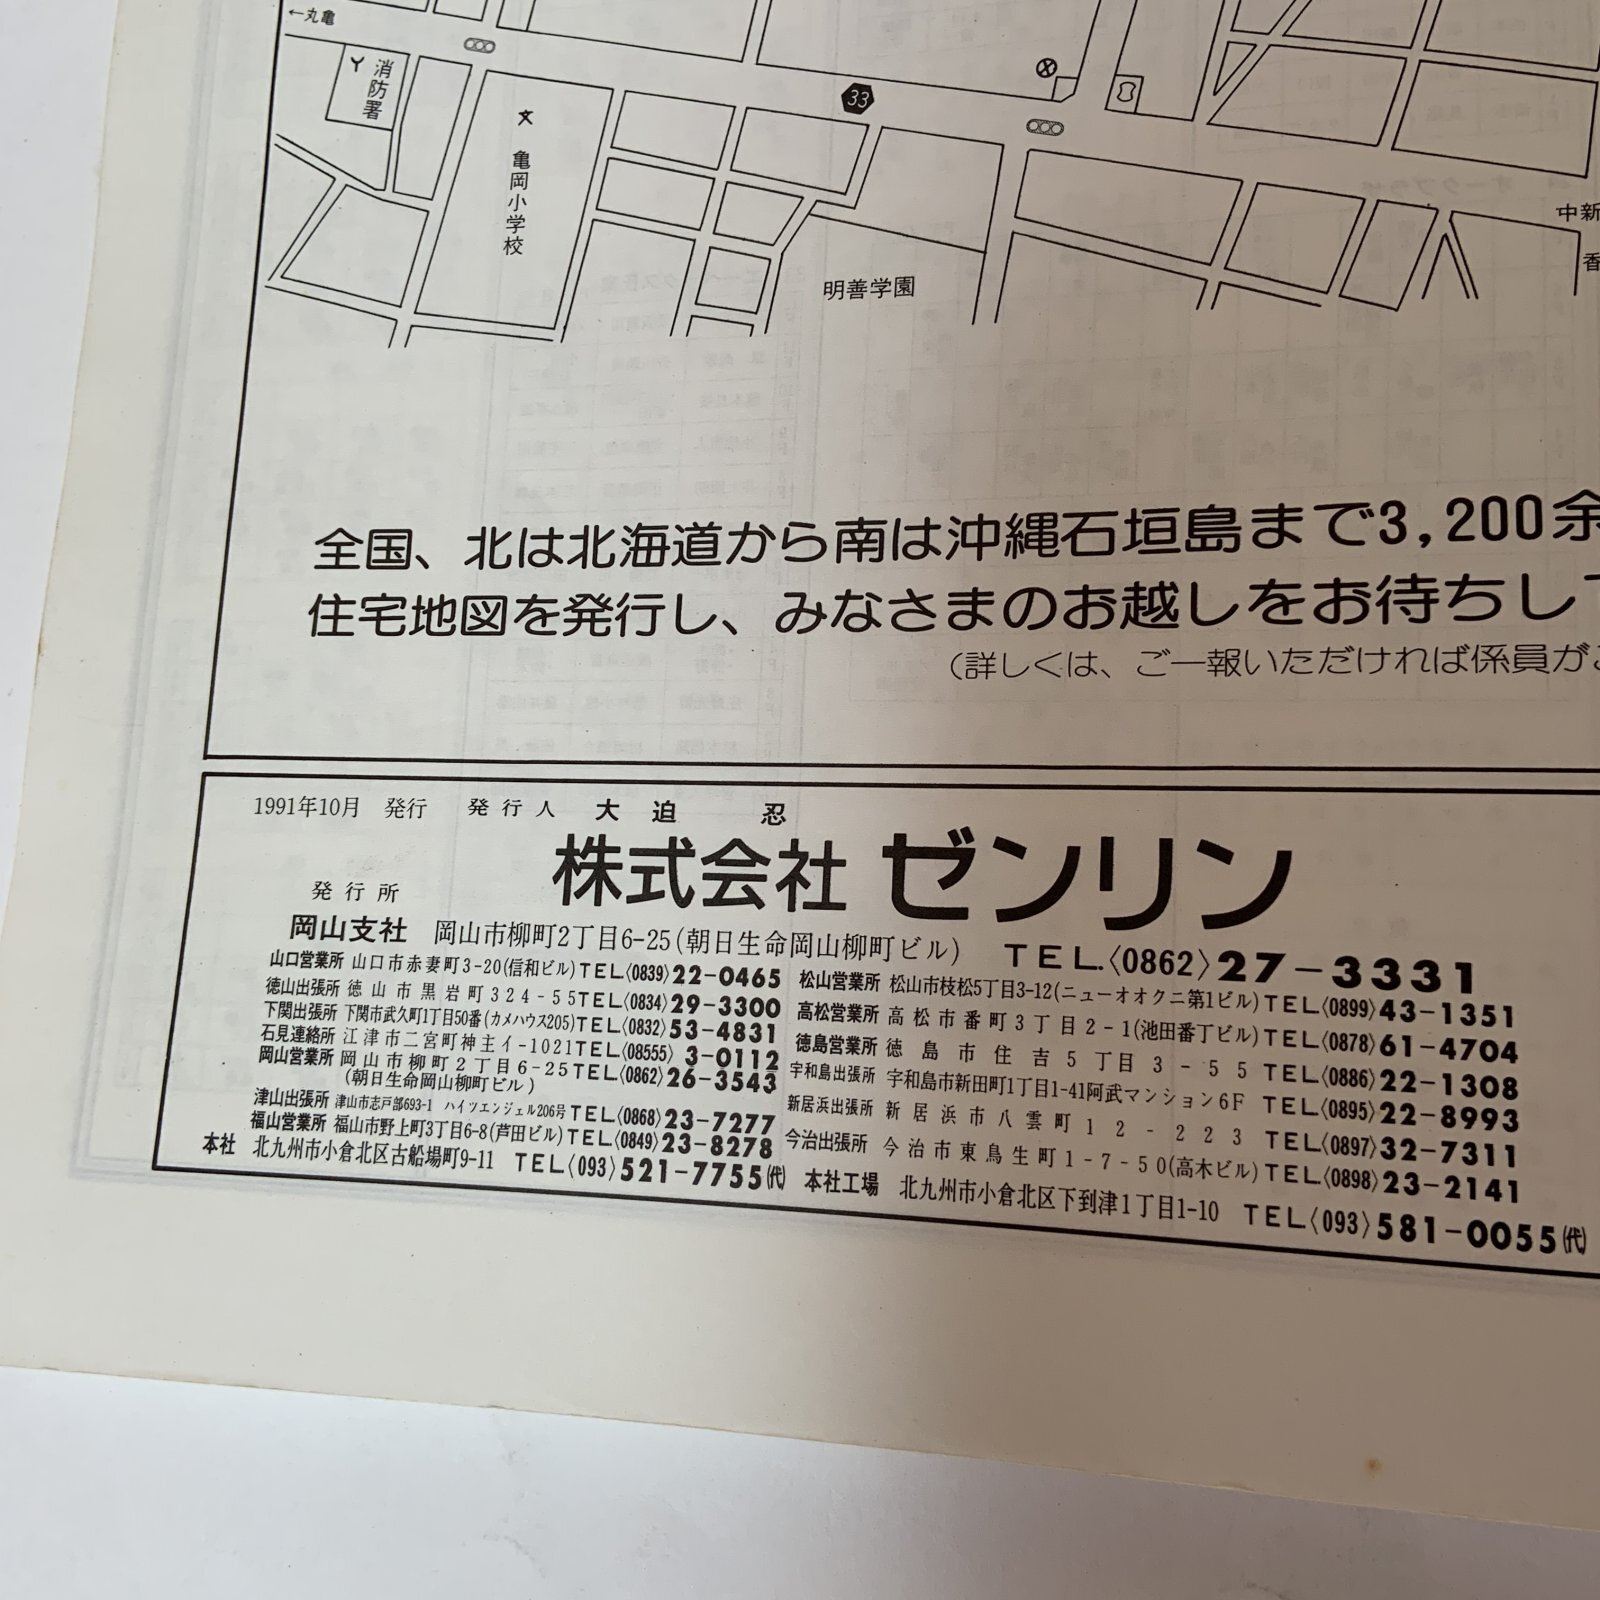 ←丸亀
消防署
文
亀岡小学校
33
明善学園
中新
香
全国、北は北海道から南は沖縄石垣島まで3,200余
住宅地図を発行し、みなさまのお越しをお待ちして
(詳しくは、ご一報いただければ係員が
1991年10月 発行 発行人 大迫 忍
発行所 株式会社 ゼンリン
岡山支社 岡山市柳町2丁目6-25(朝日生命岡山柳町ビル) TEL.〈0862〉27-3331
山口営業所 山口市赤妻町3-20(信和ビル)TEL〈0839〉22-0465
徳山出張所 徳山市黒岩町324-55TEL〈0834〉29-3300
下関出張所 下関市武久町1丁目50番(カメハウス205)TEL〈0832〉53-4831
石見連絡所 江津市二宮町神主イ-1021TEL〈08555〉3-0112
岡山営業所 岡山市柳町2丁目6-25TEL〈0862〉26-3543
(朝日生命岡山柳町ビル)
津山出張所 津山市志戸部693-1 ハイツエンジェル206号TEL〈0868〉23-7277
福山営業所 福山市野上町3丁目6-8(芦田ビル)TEL〈0849〉23-8278
松山営業所 松山市枝松5丁目3-12(ニューオオクニ第1ビル)TEL〈0899〉43-1351
高松営業所 高松市番町3丁目2-1(池田番丁ビル)TEL〈0878〉61-4704
徳島営業所 徳島市住吉5丁目3-55 TEL〈0886〉22-1308
宇和島出張所 宇和島市新田町1丁目1-41阿武マンション6F TEL〈0895〉22-8993
新居浜出張所 新居浜市八雲町12-223 TEL〈0897〉32-7311
今治出張所 今治市東鳥生町1-7-50(高木ビル)TEL〈0898〉23-2141
本社 北九州市小倉北区古船場町9-11 TEL〈093〉521-7755(代) 本社工場 北九州市小倉北区下到津1丁目1-10 TEL〈093〉581-0055(代)